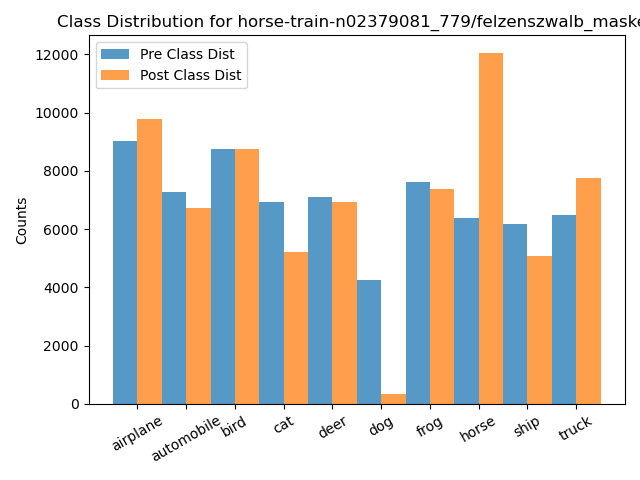 Class Distribution for horse-train-n02379081_779/felzenszwalb_maske
Pre Class Dist
Post Class Dist
Counts
12000
10000
8000
6000
4000
2000
0
airplane
automobile
bird
cat
deer
dog
frog
horse
ship
truck